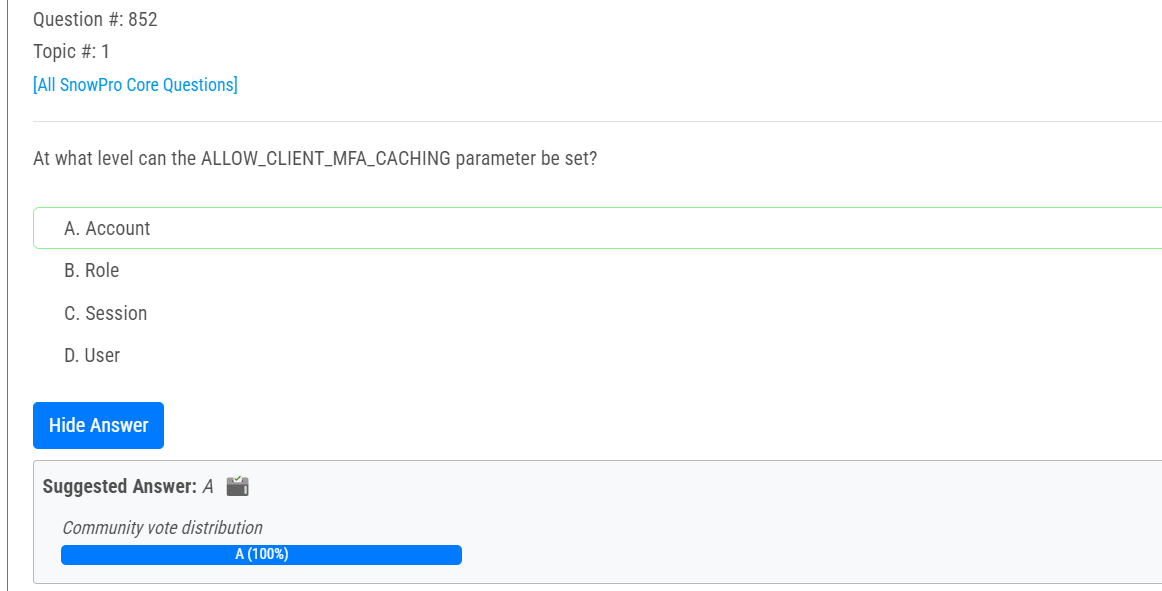 Question #: 852
Topic #: 1
[All SnowPro Core Questions]
At what level can the ALLOW_CLIENT_MFA_CACHING parameter be set?
A. Account
B. Role
C. Session
D. User
Hide Answer
Suggested Answer: A
Community vote distribution
A (100%)